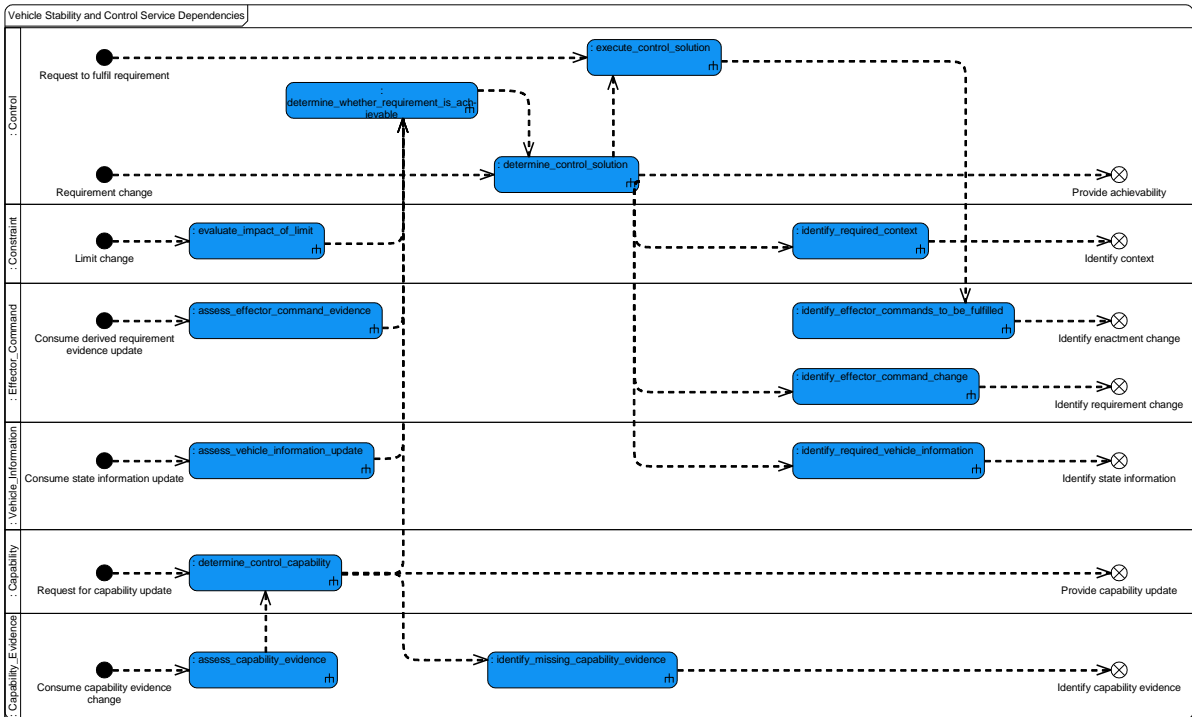 Vehicle Stability and Control Service Dependencies
: Control
Request to fulfil requirement
: execute_control_solution
:
determine_whether_requirement_is_ach-
ievable
Requirement change
: determine_control_solution
Provide achievability
: Constraint
Limit change
: evaluate_impact_of_limit
: identify_required_context
Identify context
: Effector_Command
Consume derived requirement
evidence update
: assess_effector_command_evidence
: identify_effector_commands_to_be_fulfilled
Identify enactment change
: identify_effector_command_change
Identify requirement change
: Vehicle_Information
Consume state information update
: assess_vehicle_information_update
: identify_required_vehicle_information
Identify state information
: Capability
Request for capability update
: determine_control_capability
Provide capability update
: Capability_Evidence
Consume capability evidence
change
: assess_capability_evidence
: identify_missing_capability_evidence
Identify capability evidence